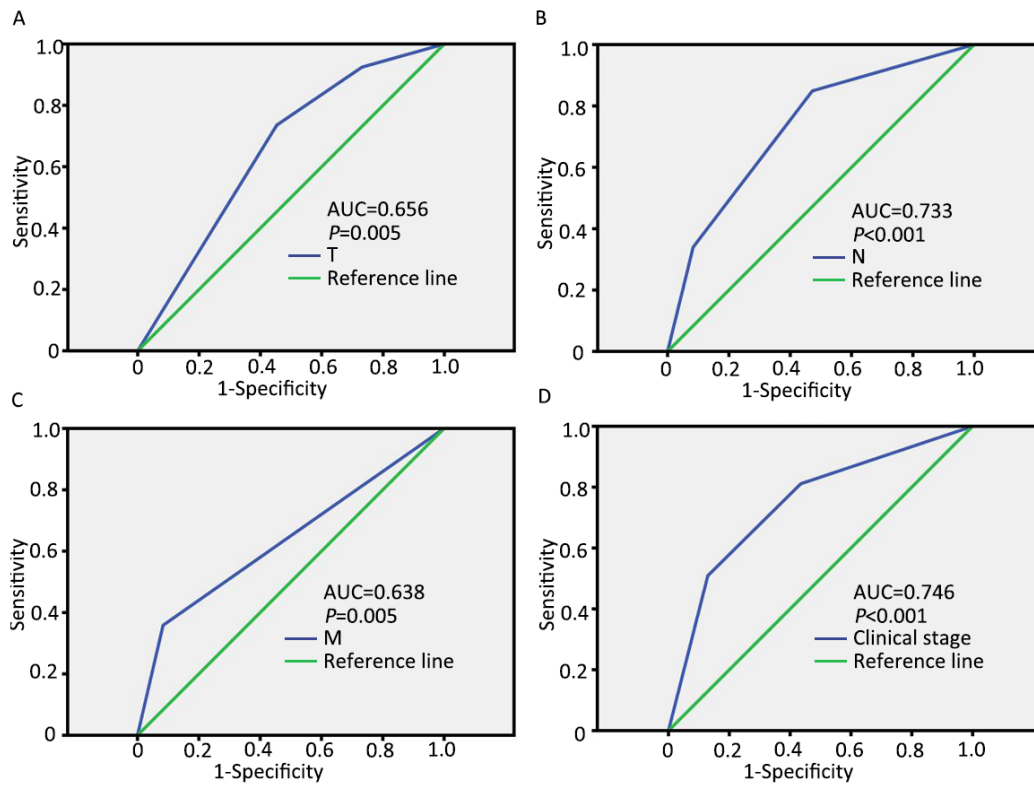 A
1.0
0.8
0.6
0.4
0.2
0
Sensitivity
AUC=0.656
P=0.005
T
Reference line
0 0.2 0.4 0.6 0.8 1.0
1-Specificity
B
1.0
0.8
0.6
0.4
0.2
0
Sensitivity
AUC=0.733
P<0.001
N
Reference line
0 0.2 0.4 0.6 0.8 1.0
1-Specificity
C
1.0
0.8
0.6
0.4
0.2
0
Sensitivity
AUC=0.638
P=0.005
M
Reference line
0 0.2 0.4 0.6 0.8 1.0
1-Specificity
D
1.0
0.8
0.6
0.4
0.2
0
Sensitivity
AUC=0.746
P<0.001
Clinical stage
Reference line
0 0.2 0.4 0.6 0.8 1.0
1-Specificity